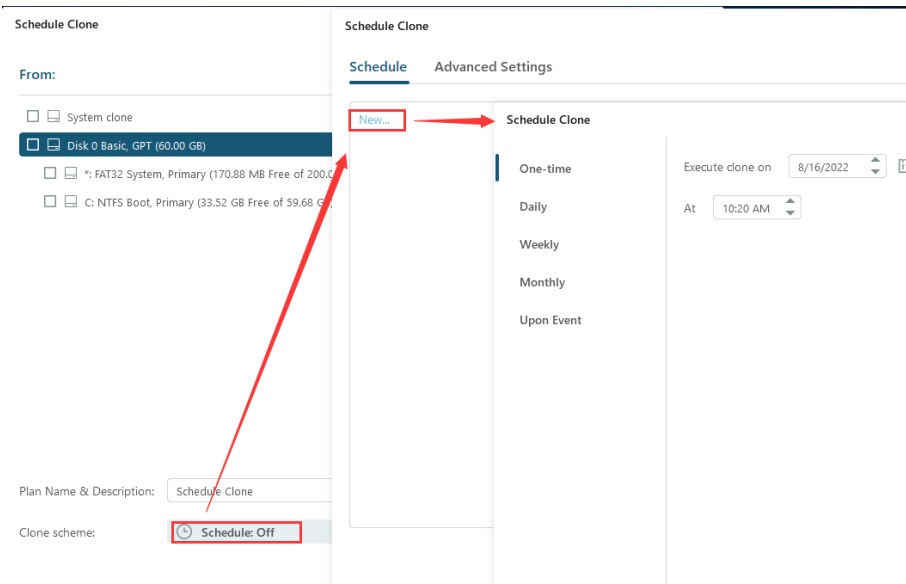 Schedule Clone
From:
System clone
Disk 0 Basic, GPT (60.00 GB)
*: FAT32 System, Primary (170.88 MB Free of 200.0
C: NTFS Boot, Primary (33.52 GB Free of 59.68 G
Plan Name & Description: Schedule Clone
Clone scheme: Schedule: Off
Schedule Clone
Schedule Advanced Settings
New...
Schedule Clone
One-time
Daily
Weekly
Monthly
Upon Event
Execute clone on 8/16/2022
At 10:20 AM